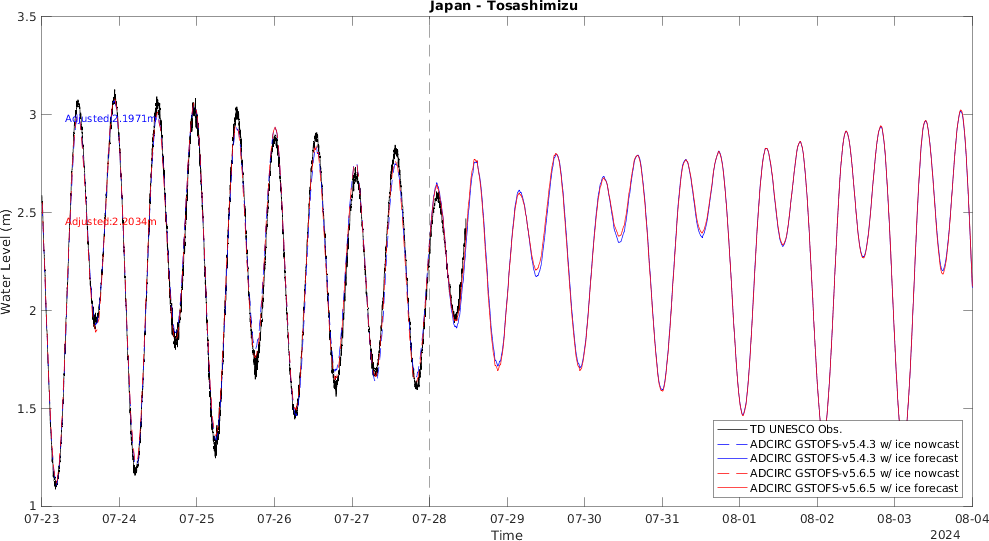 Japan - Tosashimizu
3.5
3
2.5
2
1.5
1
Water Level (m)
Adjusted:2.1971m
Adjusted:2.2034m
TD UNESCO Obs.
ADCIRC GSTOFS-v5.4.3 w/ ice nowcast
ADCIRC GSTOFS-v5.4.3 w/ ice forecast
ADCIRC GSTOFS-v5.6.5 w/ ice nowcast
ADCIRC GSTOFS-v5.6.5 w/ ice forecast
07-23 07-24 07-25 07-26 07-27 07-28 07-29 07-30 07-31 08-01 08-02 08-03 08-04
Time
2024